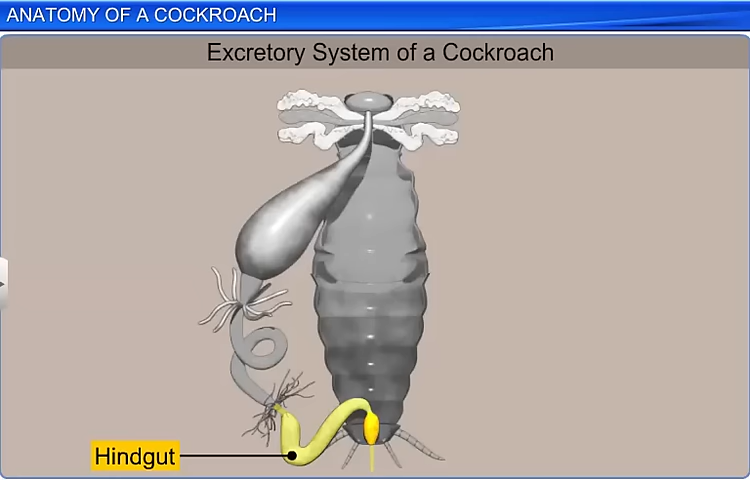 ANATOMY OF A COCKROACH
Excretory System of a Cockroach
Hindgut